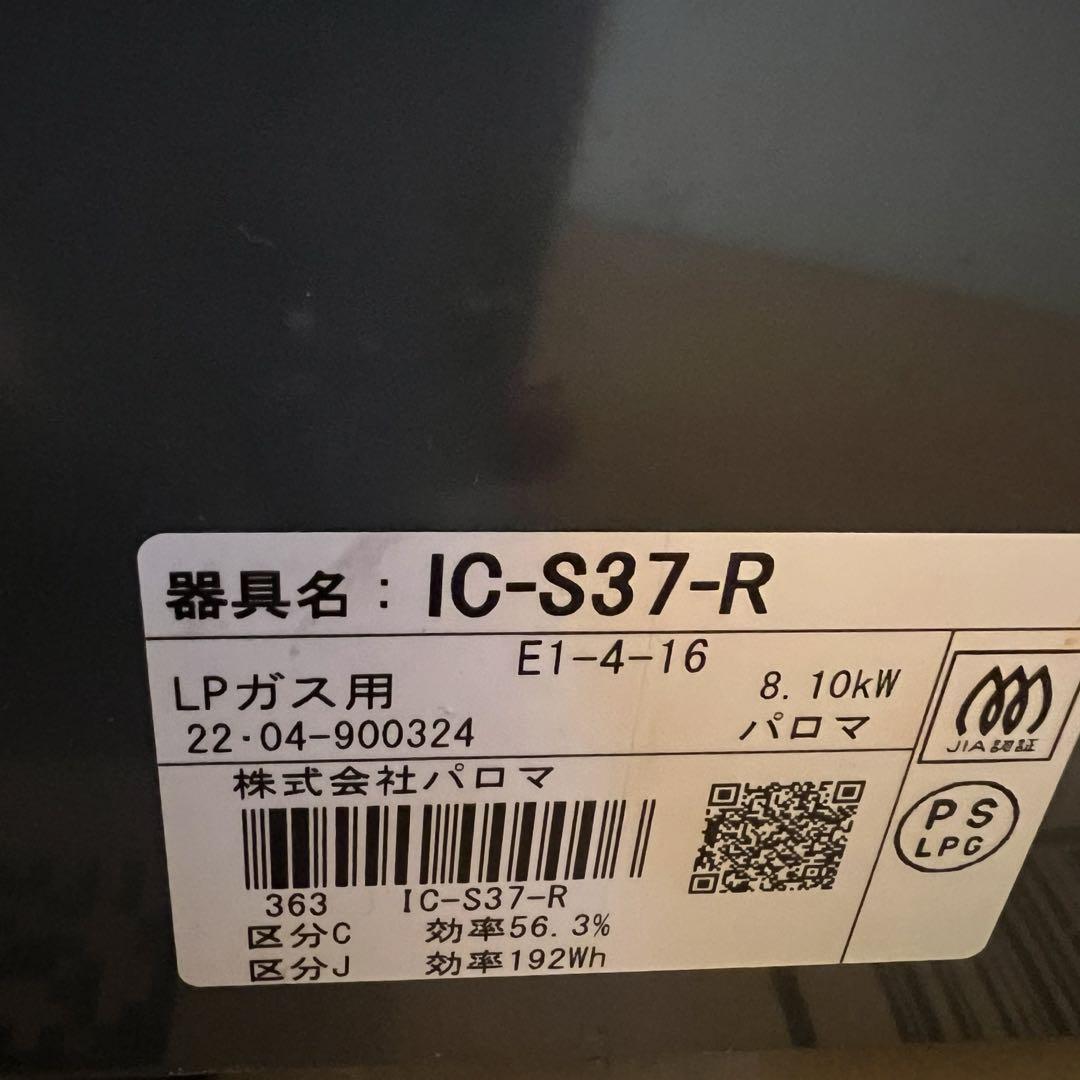 器具名：IC-S37-R
E1-4-16
LPガス用
8.10kW
22・04-900324
パロマ
JIA認証
株式会社パロマ
PS
LPG
363 IC-S37-R
区分C 効率56.3%
区分J 効率192Wh